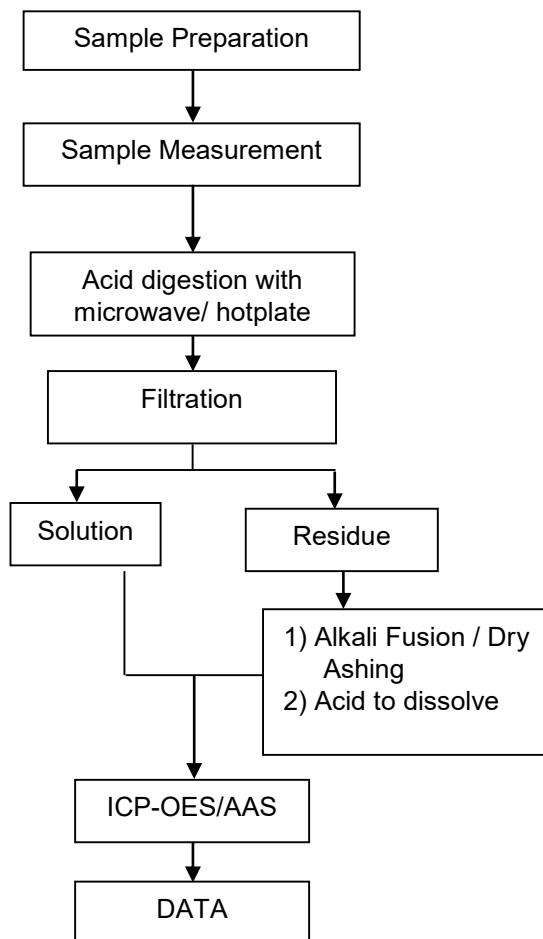 Sample Preparation
Sample Measurement
Acid digestion with
microwave/ hotplate
Filtration
Solution
Residue
1) Alkali Fusion / Dry
Ashing
2) Acid to dissolve
ICP-OES/AAS
DATA